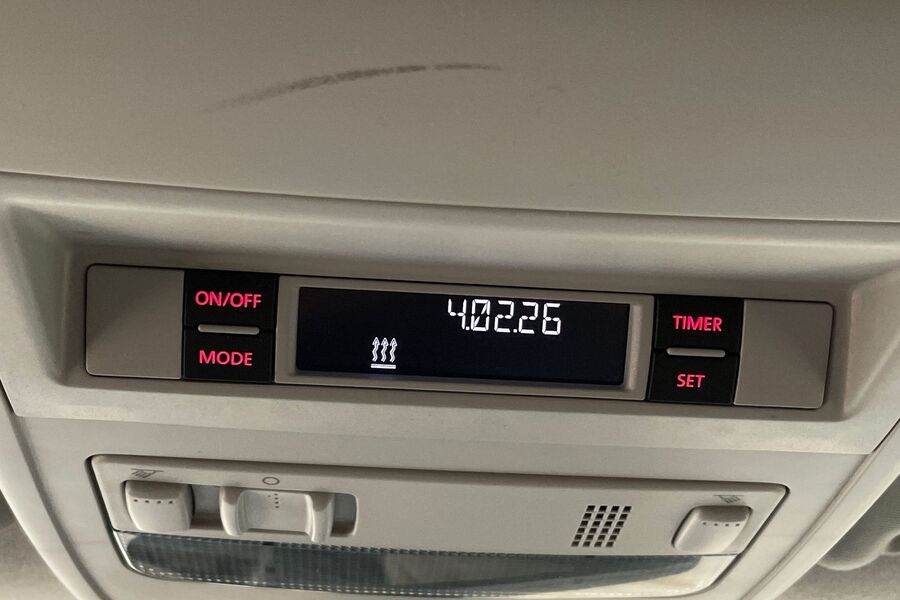 ON/OFF
MODE
4.02.26
TIMER
SET